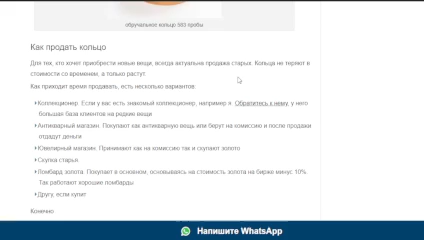 обручальное кольцо 583 пробы
Как продать кольцо
Для тех, кто хочет приобрести новые вещи, всегда актуальна продажа старых. Кольца не теряют в
стоимости со временем, а только растут.
Как приходит время продавать, есть несколько вариантов
Коллекционер. Если у вас есть знакомый коллекционер, например я. Обратитесь к нему, у него
большая база клиентов на редкие вещи
Антикварный магазин. Покупают как антикварную вещь или берут на комиссию и после продажи
отдадут деньги
Ювелирный магазин. Принимают как на комиссию так и скупают золото
Скупка старья
Ломбард золота. Покупает в основном, основываясь на стоимость золота на бирже минус 10%.
Так работают хорошие ломбарды
Другу, если купит
Конечно
Напишите WhatsApp